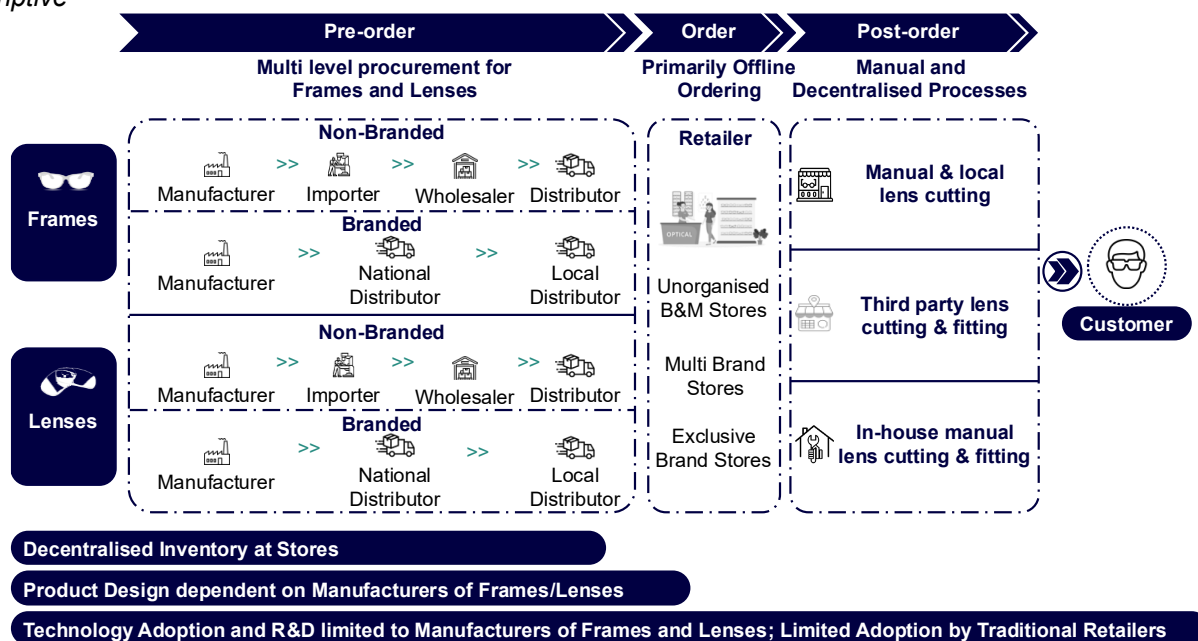 Pre-order
Order
Post-order
Multi level procurement for
Frames and Lenses
Primarily Offline
Ordering
Manual and
Decentralised Processes
Frames
Non-Branded
Manufacturer >> Importer >> Wholesaler >> Distributor
Branded
Manufacturer >> National
Distributor >> Local
Distributor
Lenses
Non-Branded
Manufacturer >> Importer >> Wholesaler >> Distributor
Branded
Manufacturer >> National
Distributor >> Local
Distributor
Retailer
OPTICAL
Unorganised
B&M Stores
Multi Brand
Stores
Exclusive
Brand Stores
Manual & local
lens cutting
Third party lens
cutting & fitting
In-house manual
lens cutting & fitting
Customer
Decentralised Inventory at Stores
Product Design dependent on Manufacturers of Frames/Lenses
Technology Adoption and R&D limited to Manufacturers of Frames and Lenses; Limited Adoption by Traditional Retailers